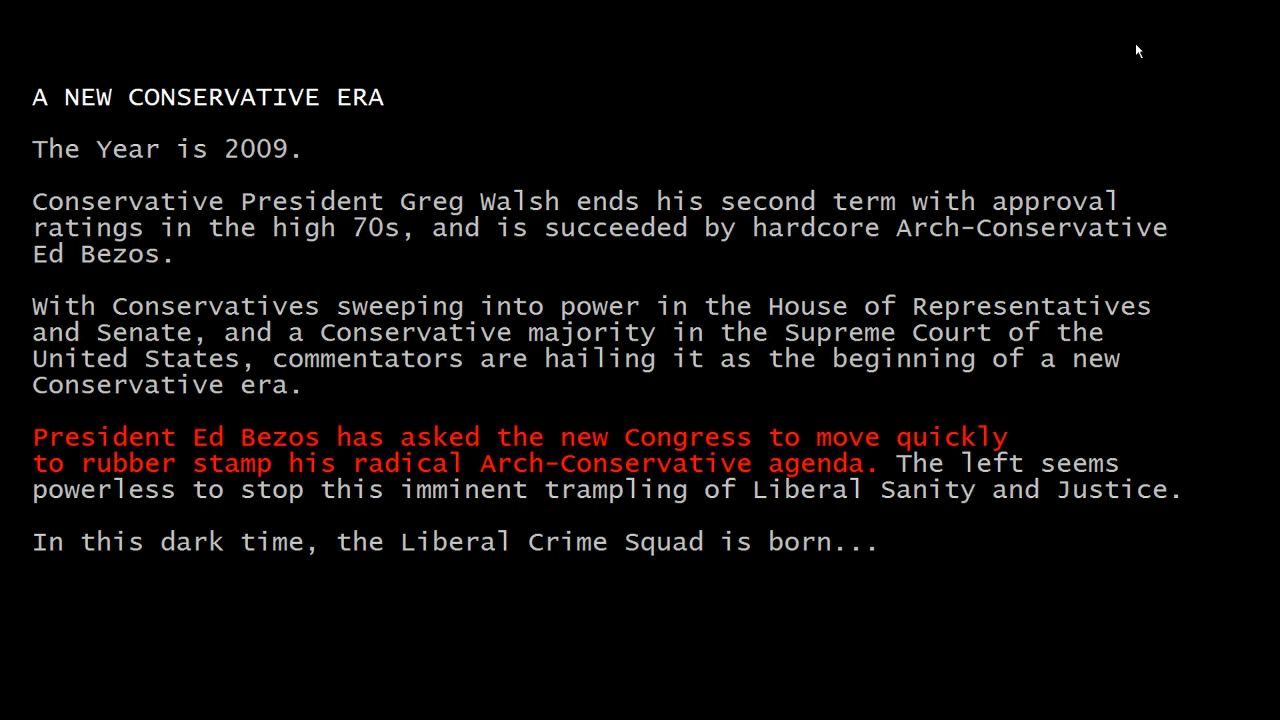 A NEW CONSERVATIVE ERA
The Year is 2009.
Conservative President Greg Walsh ends his second term with approval
ratings in the high 70s, and is succeeded by hardcore Arch-Conservative
Ed Bezos.
With Conservatives sweeping into power in the House of Representatives
and Senate, and a Conservative majority in the Supreme Court of the
United States, commentators are hailing it as the beginning of a new
Conservative era.
President Ed Bezos has asked the new Congress to move quickly
to rubber stamp his radical Arch-Conservative agenda. The left seems
powerless to stop this imminent trampling of Liberal Sanity and Justice.
In this dark time, the Liberal Crime Squad is born...